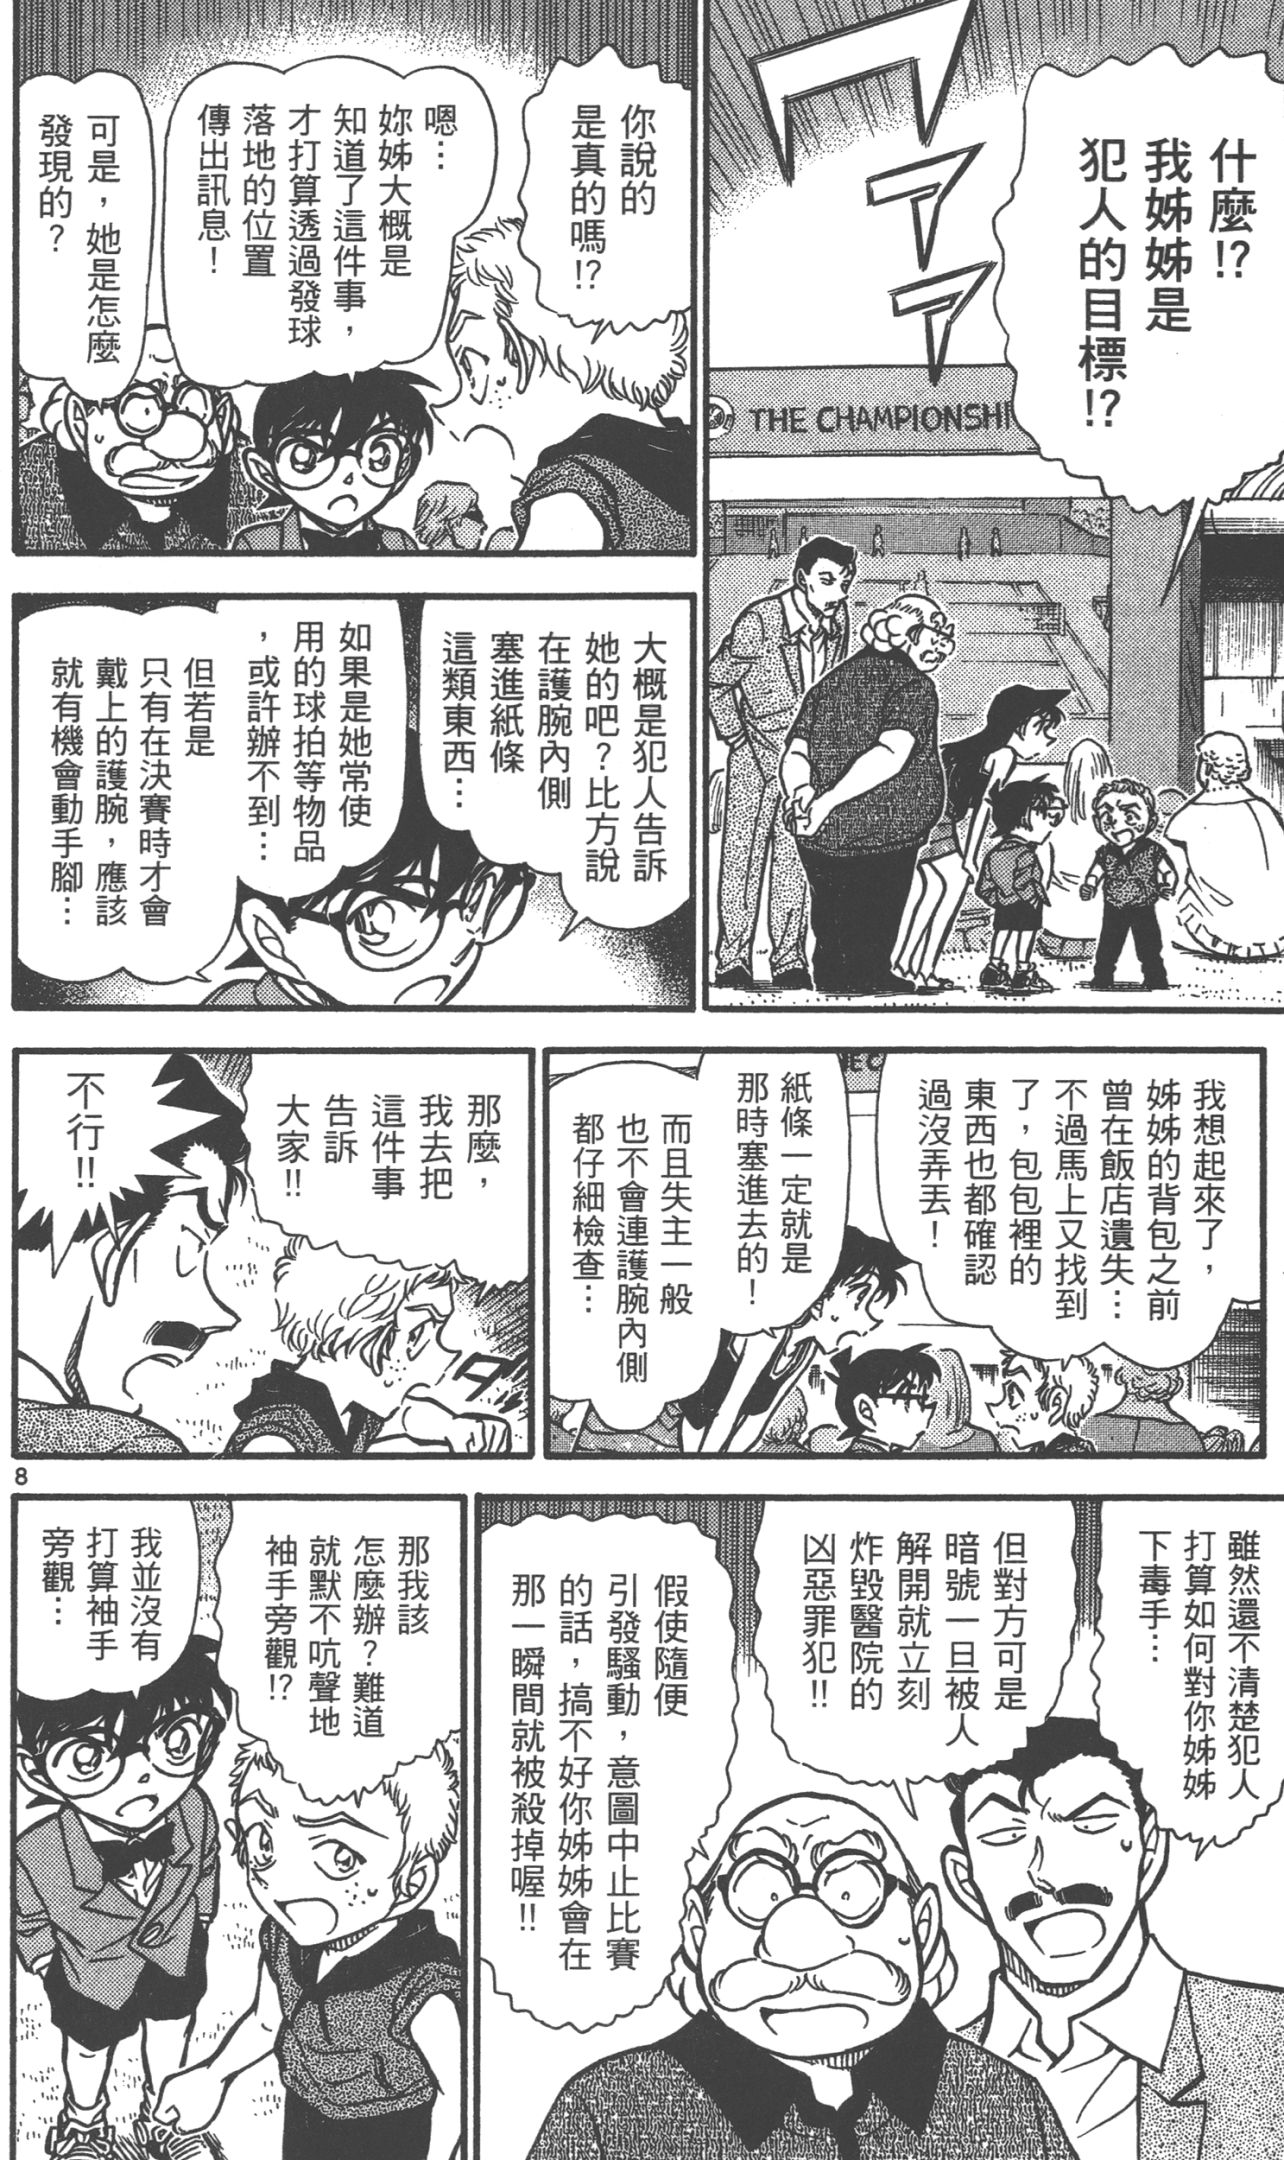 什麼!?
我姊姊是
犯人的目標!?
THE CHAMPIONSHI
你說的
是真的嗎!?
嗯…
妳姊大概是
知道了這件事，
才打算透過發球
落地的位置
傳出訊息！
可是，她是怎麼
發現的？
大概是犯人告訴
她的吧？比方說
在護腕內側
塞進紙條
這類東西…
如果是她常使
用的球拍等物品
，或許辦不到…
但若是
只有在決賽時才會
戴上的護腕，應該
就有機會動手腳…
我想起來了，
姊姊的背包之前
曾在飯店遺失…
不過馬上又找到
了，包包裡的
東西也都確認
過沒弄丟！
紙條一定就是
那時塞進去的！
而且失主一般
也不會連護腕內側
都仔細檢查…
那麼，
我去把
這件事
告訴
大家!!
不行!!
8
雖然還不清楚犯人
打算如何對你姊姊
下毒手…
但對方可是
暗號一旦被人
解開就立刻
炸毀醫院的
凶惡罪犯!!
假使隨便
引發騷動，意圖中止比賽
的話，搞不好你姊姊會在
那一瞬間就被殺掉喔!!
那我該
怎麼辦？難道
就默不吭聲地
袖手旁觀!?
我並沒有
打算袖手
旁觀…